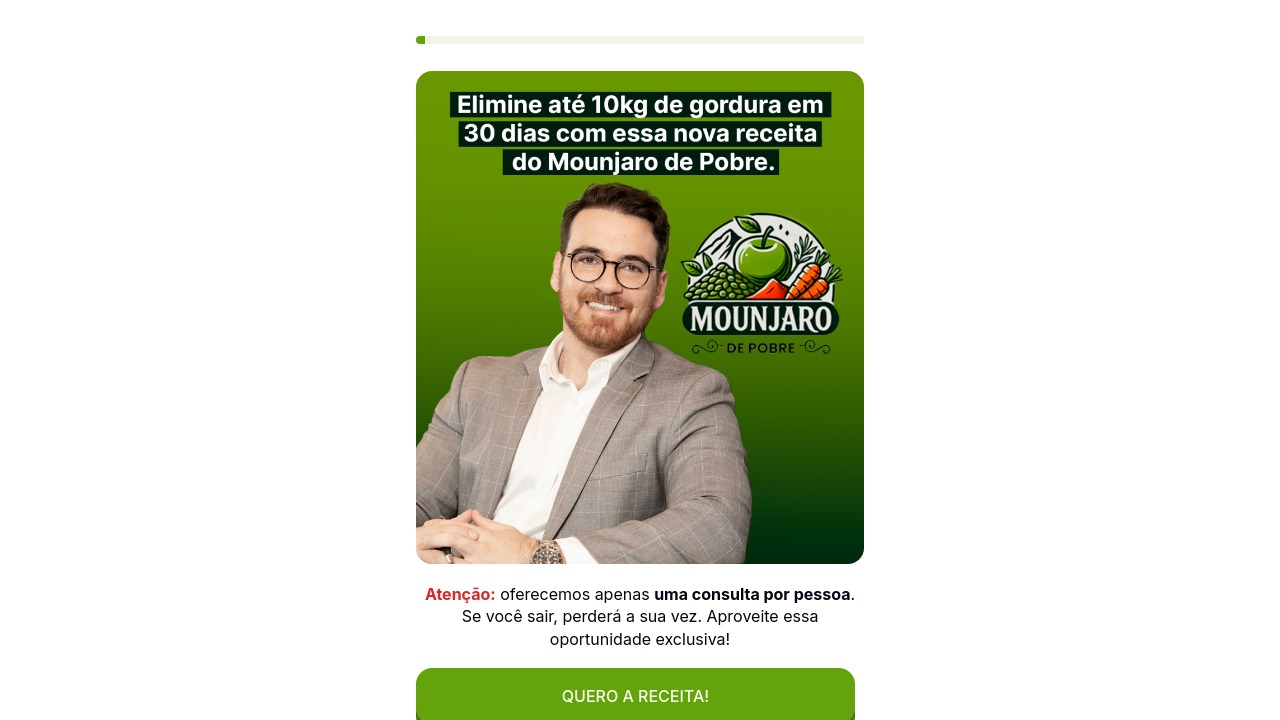 Elimine até 10kg de gordura em
30 dias com essa nova receita
do Mounjaro de Pobre.
MOUNJARO
DE POBRE
Atenção: oferecemos apenas uma consulta por pessoa.
Se você sair, perderá a sua vez. Aproveite essa
oportunidade exclusiva!
QUERO A RECEITA!